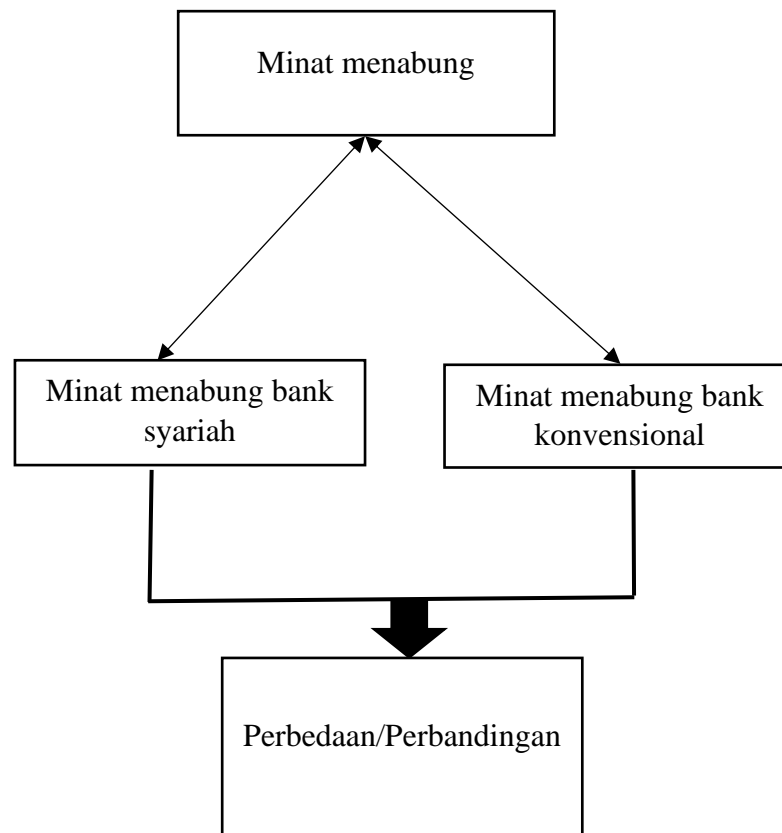 Minat menabung
Minat menabung bank
syariah
Minat menabung bank
konvensional
Perbedaan/Perbandingan